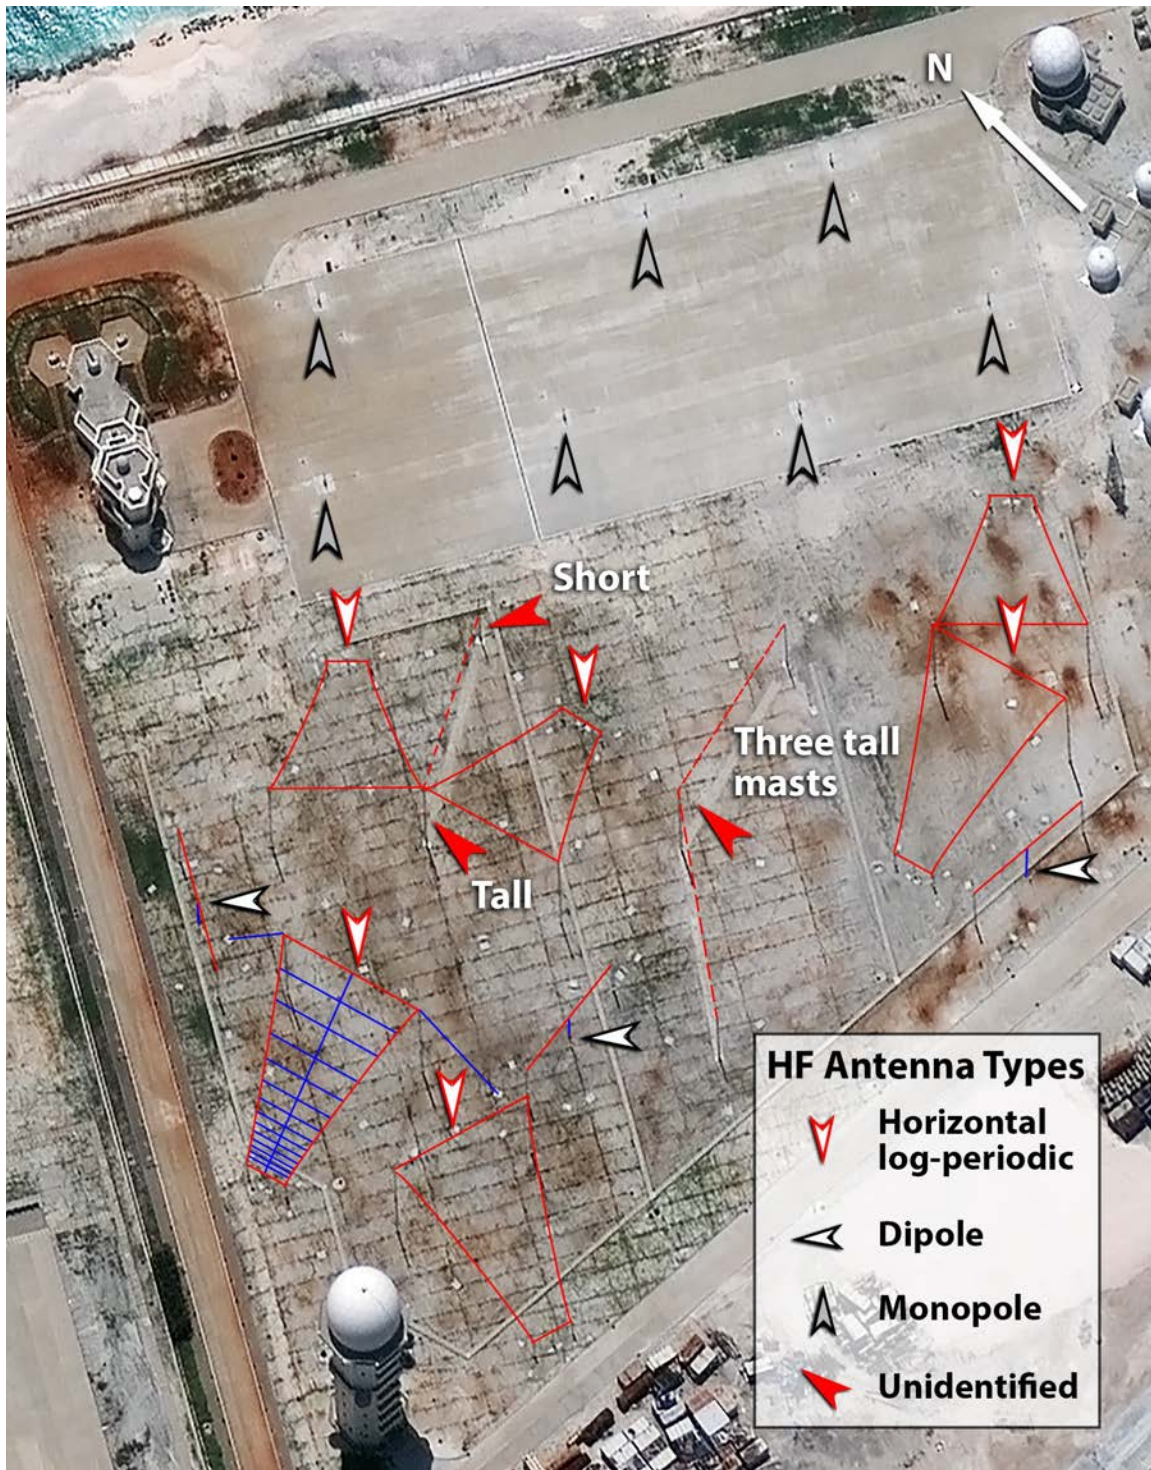 N
Short
Three tall
masts
Tall
HF Antenna Types
Horizontal
log-periodic
Dipole
Monopole
Unidentified